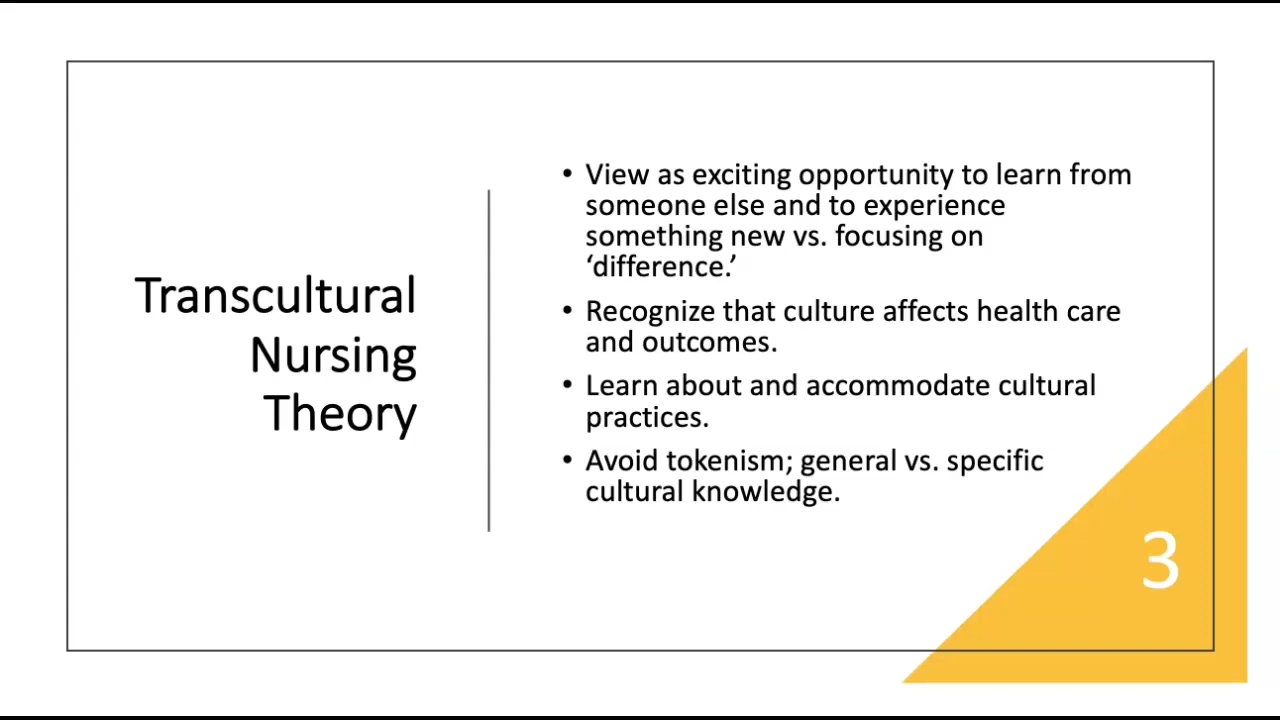 Transcultural
Nursing
Theory
• View as exciting opportunity to learn from
someone else and to experience
something new vs. focusing on
‘difference.’
• Recognize that culture affects health care
and outcomes.
• Learn about and accommodate cultural
practices.
• Avoid tokenism; general vs. specific
cultural knowledge.
3